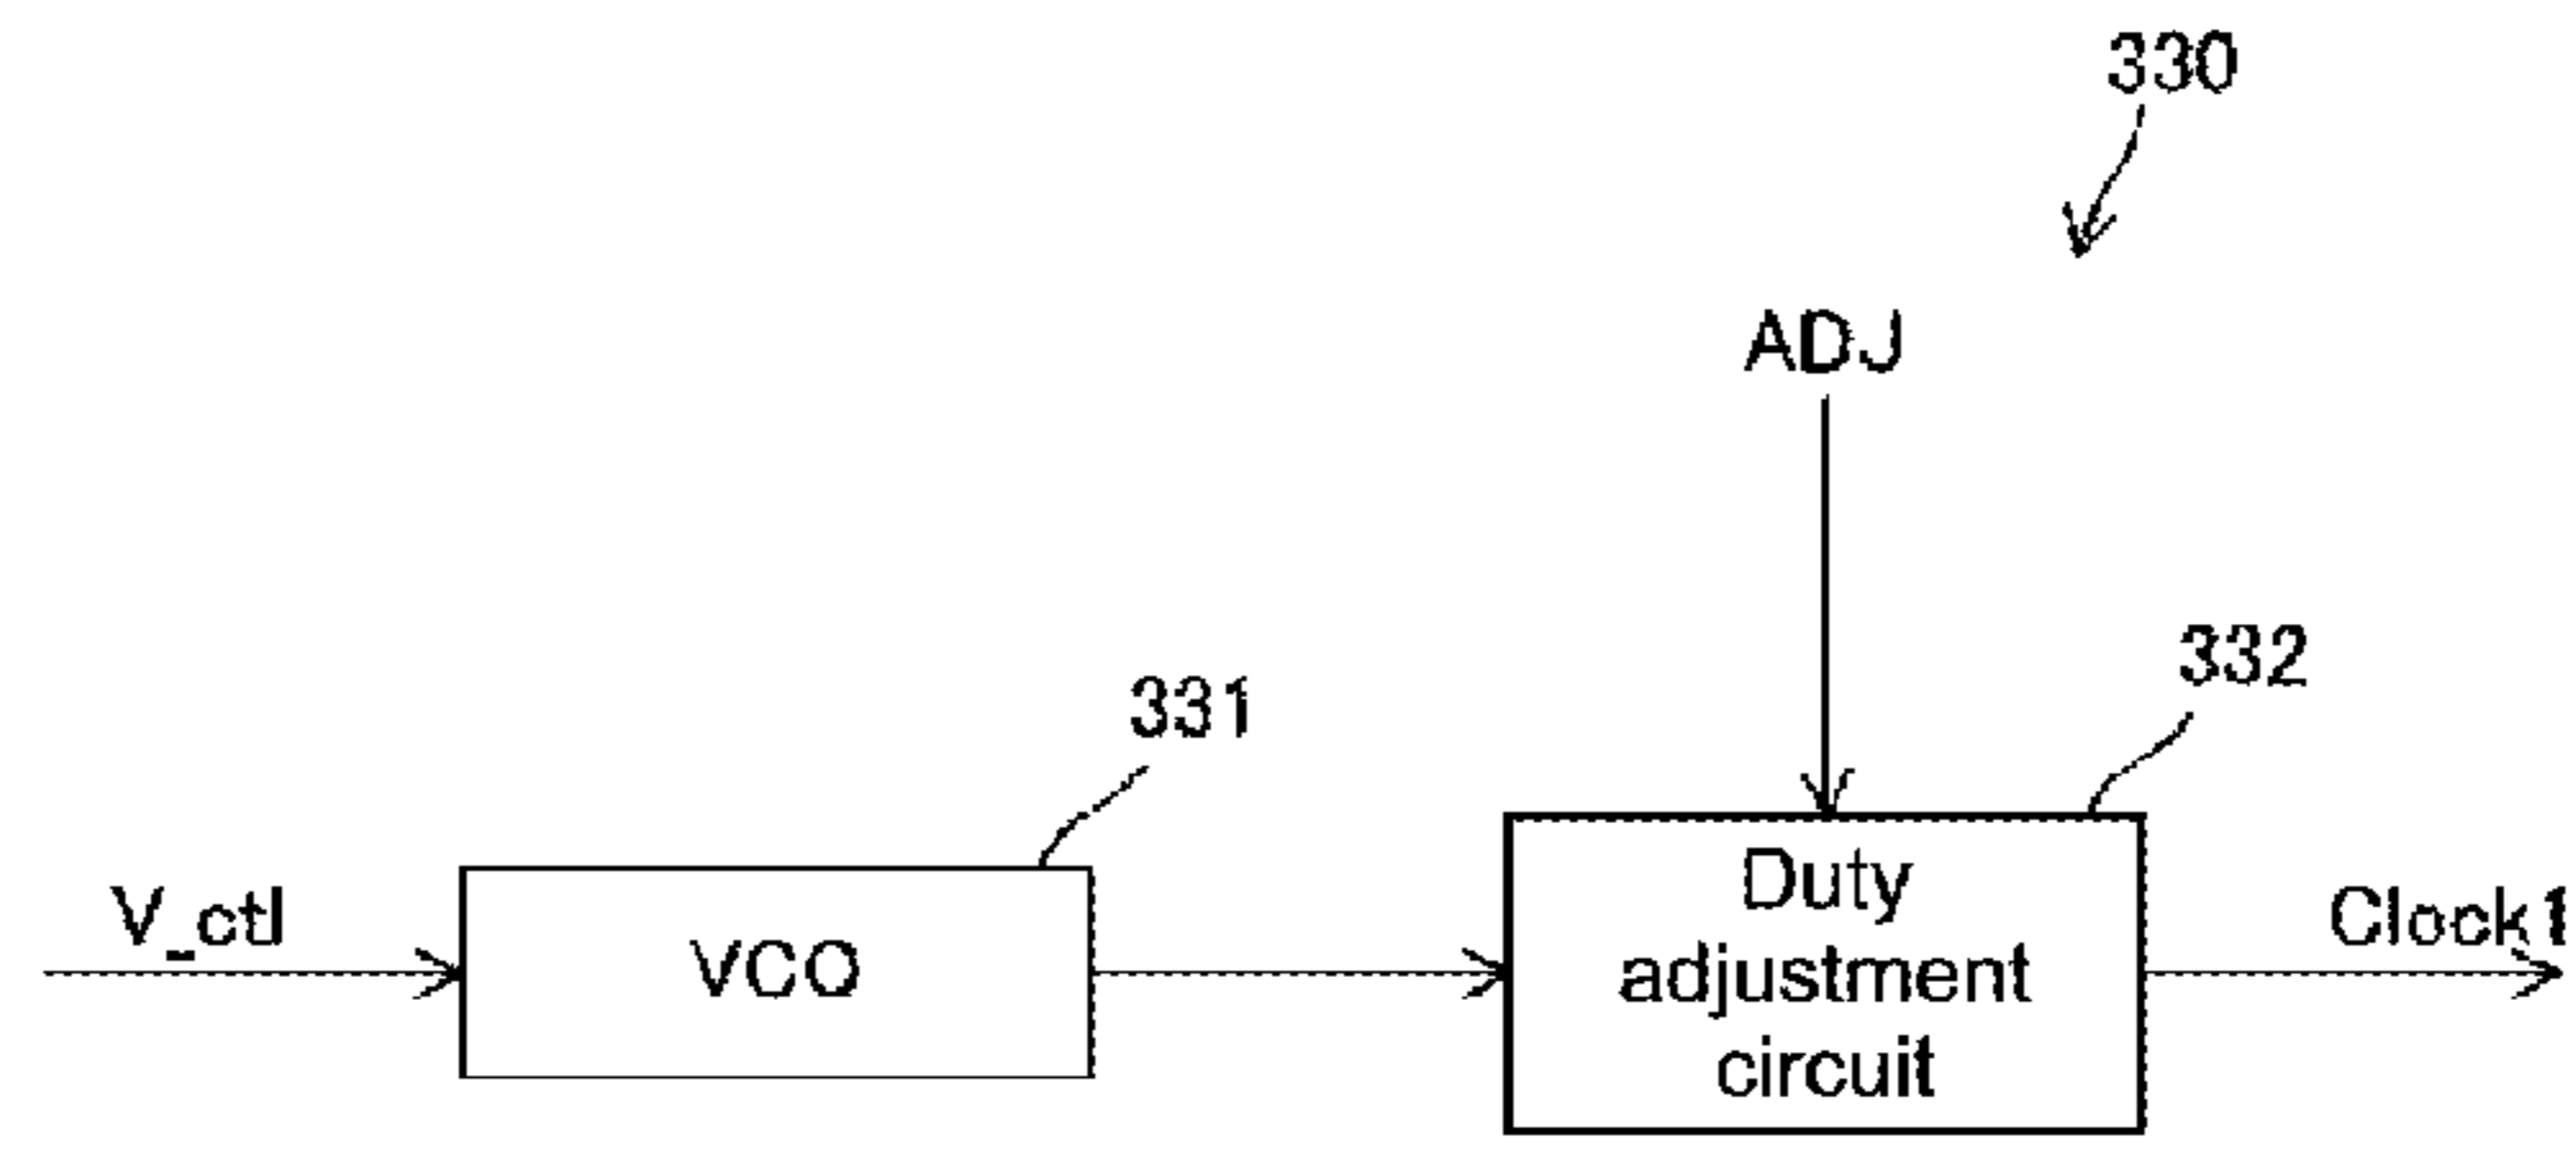 330
ADJ
332
331
V_ctl
VCO
Duty
adjustment
circuit
Clock1